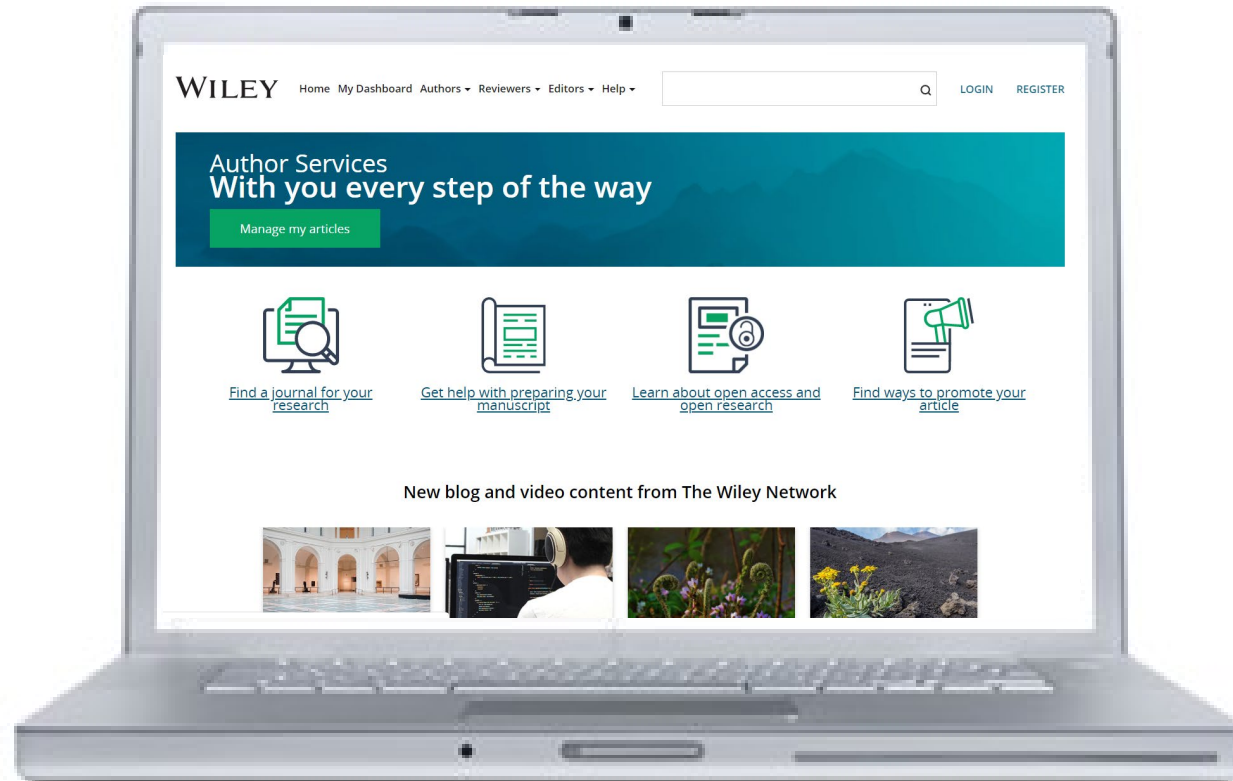 WILEY Home My Dashboard Authors Reviewers Editors Help LOGIN REGISTER
Author Services
With you every step of the way
Manage my articles
Find a journal for your
research
Get help with preparing your
manuscript
Learn about open access and
open research
Find ways to promote your
article
New blog and video content from The Wiley Network